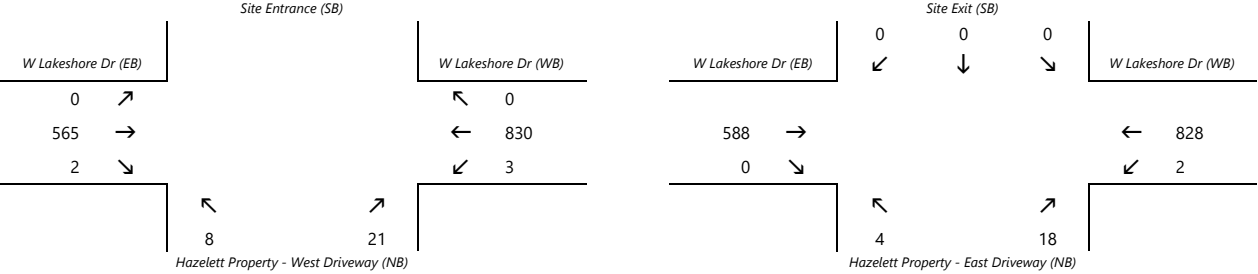 Site Entrance (SB)
W Lakeshore Dr (EB)
W Lakeshore Dr (WB)
0 ↗
↖ 0
565 →
← 830
2 ↘
↙ 3
↖ ↗
8 21
Hazelett Property - West Driveway (NB)
Site Exit (SB)
0 0 0
↙ ↓ ↘
W Lakeshore Dr (EB)
W Lakeshore Dr (WB)
588 →
← 828
0 ↘
↙ 2
↖ ↗
4 18
Hazelett Property - East Driveway (NB)